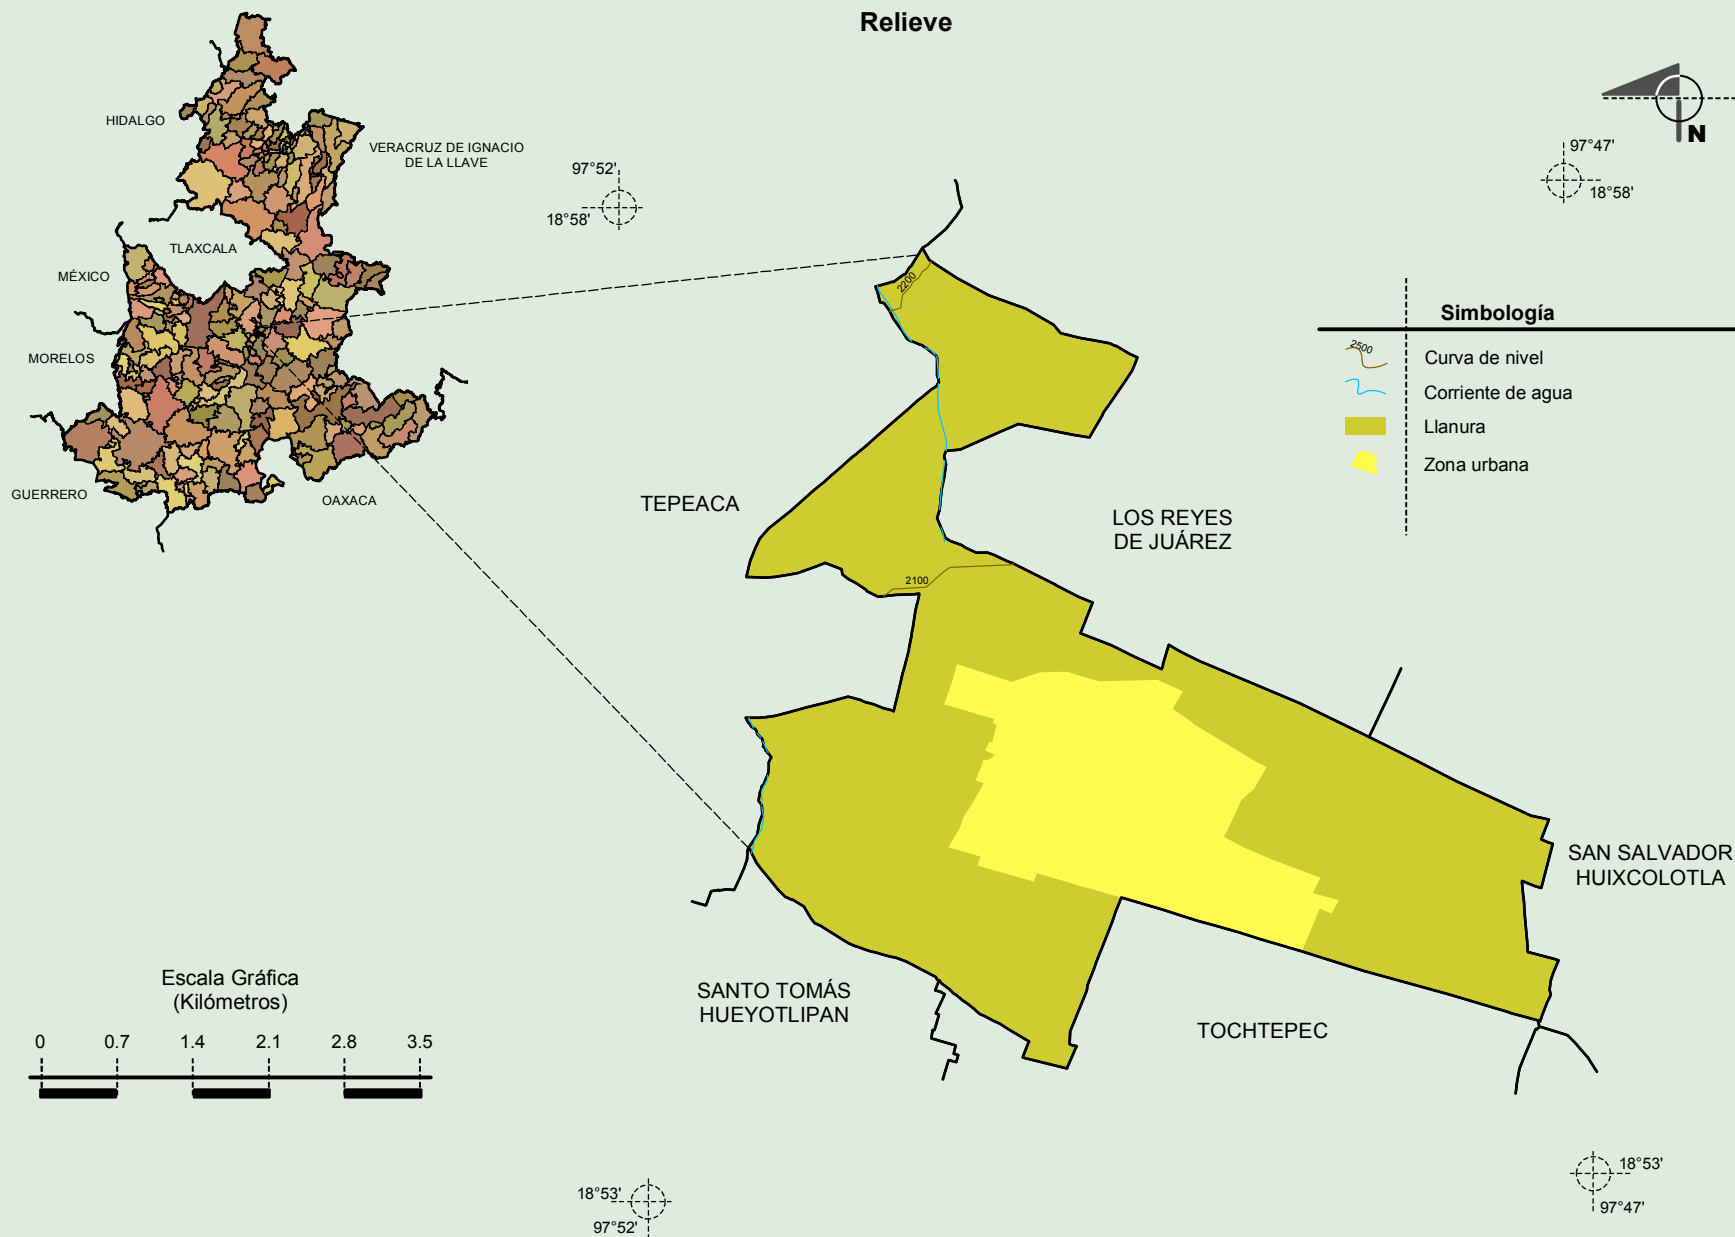 Relieve
HIDALGO
VERACRUZ DE IGNACIO
DE LA LLAVE
TLAXCALA
MÉXICO
MORELOS
GUERRERO
OAXACA
97°52'
18°58'
N
97°47'
18°58'
Simbología
2500
Curva de nivel
Corriente de agua
Llanura
Zona urbana
2200
TEPEACA
LOS REYES
DE JUÁREZ
2100
SAN SALVADOR
HUIXCOLOTLA
SANTO TOMÁS
HUEYOTLIPAN
TOCHTEPEC
Escala Gráfica
(Kilómetros)
0 0.7 1.4 2.1 2.8 3.5
18°53'
97°52'
18°53'
97°47'